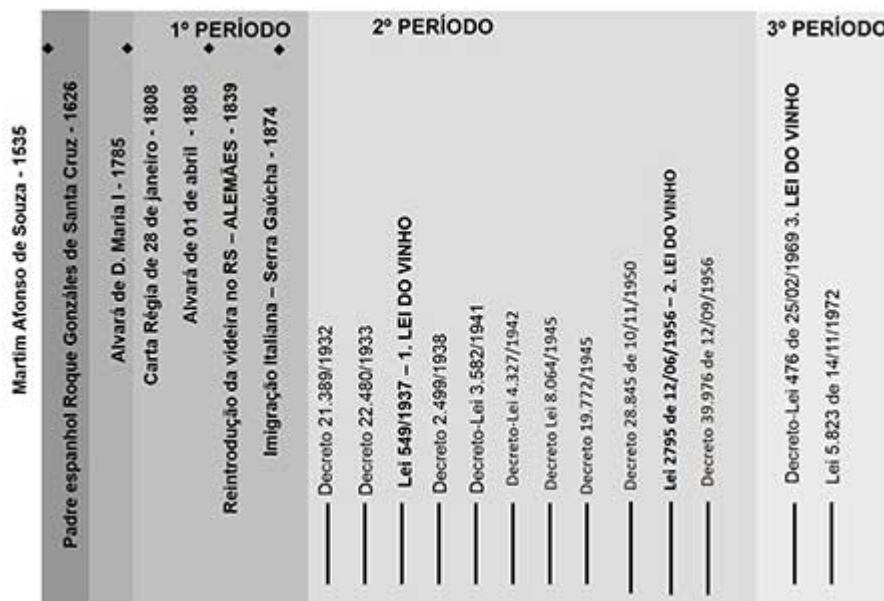 1º PERÍODO
2º PERÍODO
3º PERÍODO
Martim Afonso de Souza - 1535
Padre espanhol Roque Gonzáles de Santa Cruz - 1626
Alvará de D. Maria I - 1785
Carta Régia de 28 de janeiro - 1808
Alvará de 01 de abril - 1808
Reintrodução da videira no RS – ALEMÃES - 1839
Imigração Italiana – Serra Gaúcha - 1874
Decreto 21.389/1932
Decreto 22.480/1933
Lei 549/1937 – 1. LEI DO VINHO
Decreto 2.499/1938
Decreto-Lei 3.582/1941
Decreto-Lei 4.327/1942
Decreto Lei 8.064/1945
Decreto 19.772/1945
Decreto 28.845 de 10/11/1950
Lei 2795 de 12/06/1956 – 2. LEI DO VINHO
Decreto 39.976 de 12/09/1956
Decreto-Lei 476 de 25/02/1969 3. LEI DO VINHO
Lei 5.823 de 14/11/1972